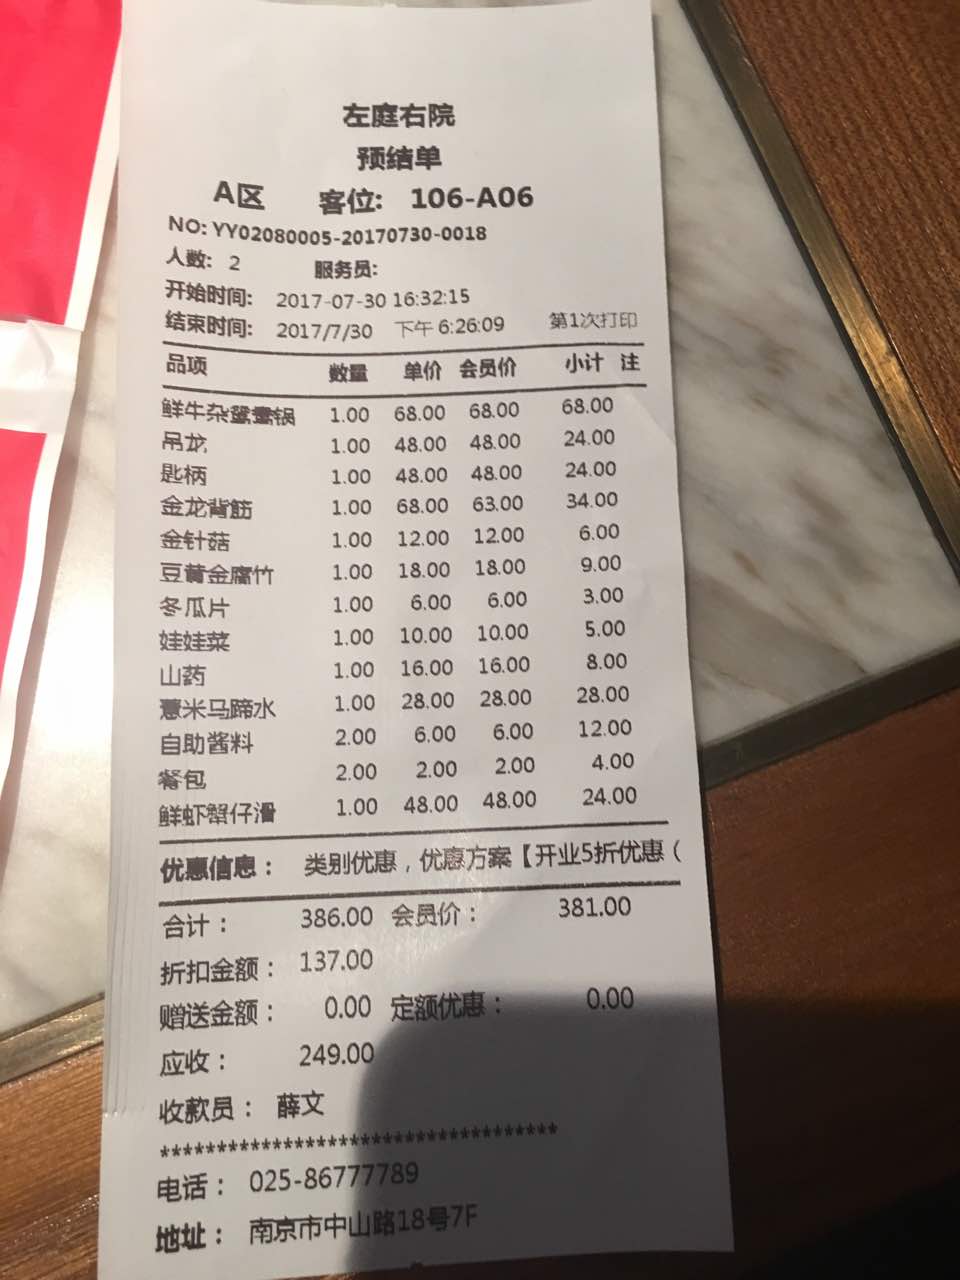 左庭右院
预结单
A区 客位: 106-A06
NO: YY02080005-20170730-0018
人数: 2 服务员:
开始时间: 2017-07-30 16:32:15
结束时间: 2017/7/30 下午 6:26:09 第1次打印
品项 数量 单价 会员价 小计 注
鲜牛杂鸳鸯锅 1.00 68.00 68.00 68.00
吊龙 1.00 48.00 48.00 24.00
匙柄 1.00 48.00 48.00 24.00
金龙背筋 1.00 68.00 63.00 34.00
金针菇 1.00 12.00 12.00 6.00
豆黄金腐竹 1.00 18.00 18.00 9.00
冬瓜片 1.00 6.00 6.00 3.00
娃娃菜 1.00 10.00 10.00 5.00
山药 1.00 16.00 16.00 8.00
薏米马蹄水 1.00 28.00 28.00 28.00
自助酱料 2.00 6.00 6.00 12.00
餐包 2.00 2.00 2.00 4.00
鲜虾蟹仔滑 1.00 48.00 48.00 24.00
优惠信息： 类别优惠，优惠方案【开业5折优惠（
合计： 386.00 会员价： 381.00
折扣金额： 137.00
赠送金额： 0.00 定额优惠： 0.00
应收： 249.00
收款员： 薛文
***********************************
电话： 025-86777789
地址： 南京市中山路18号7F